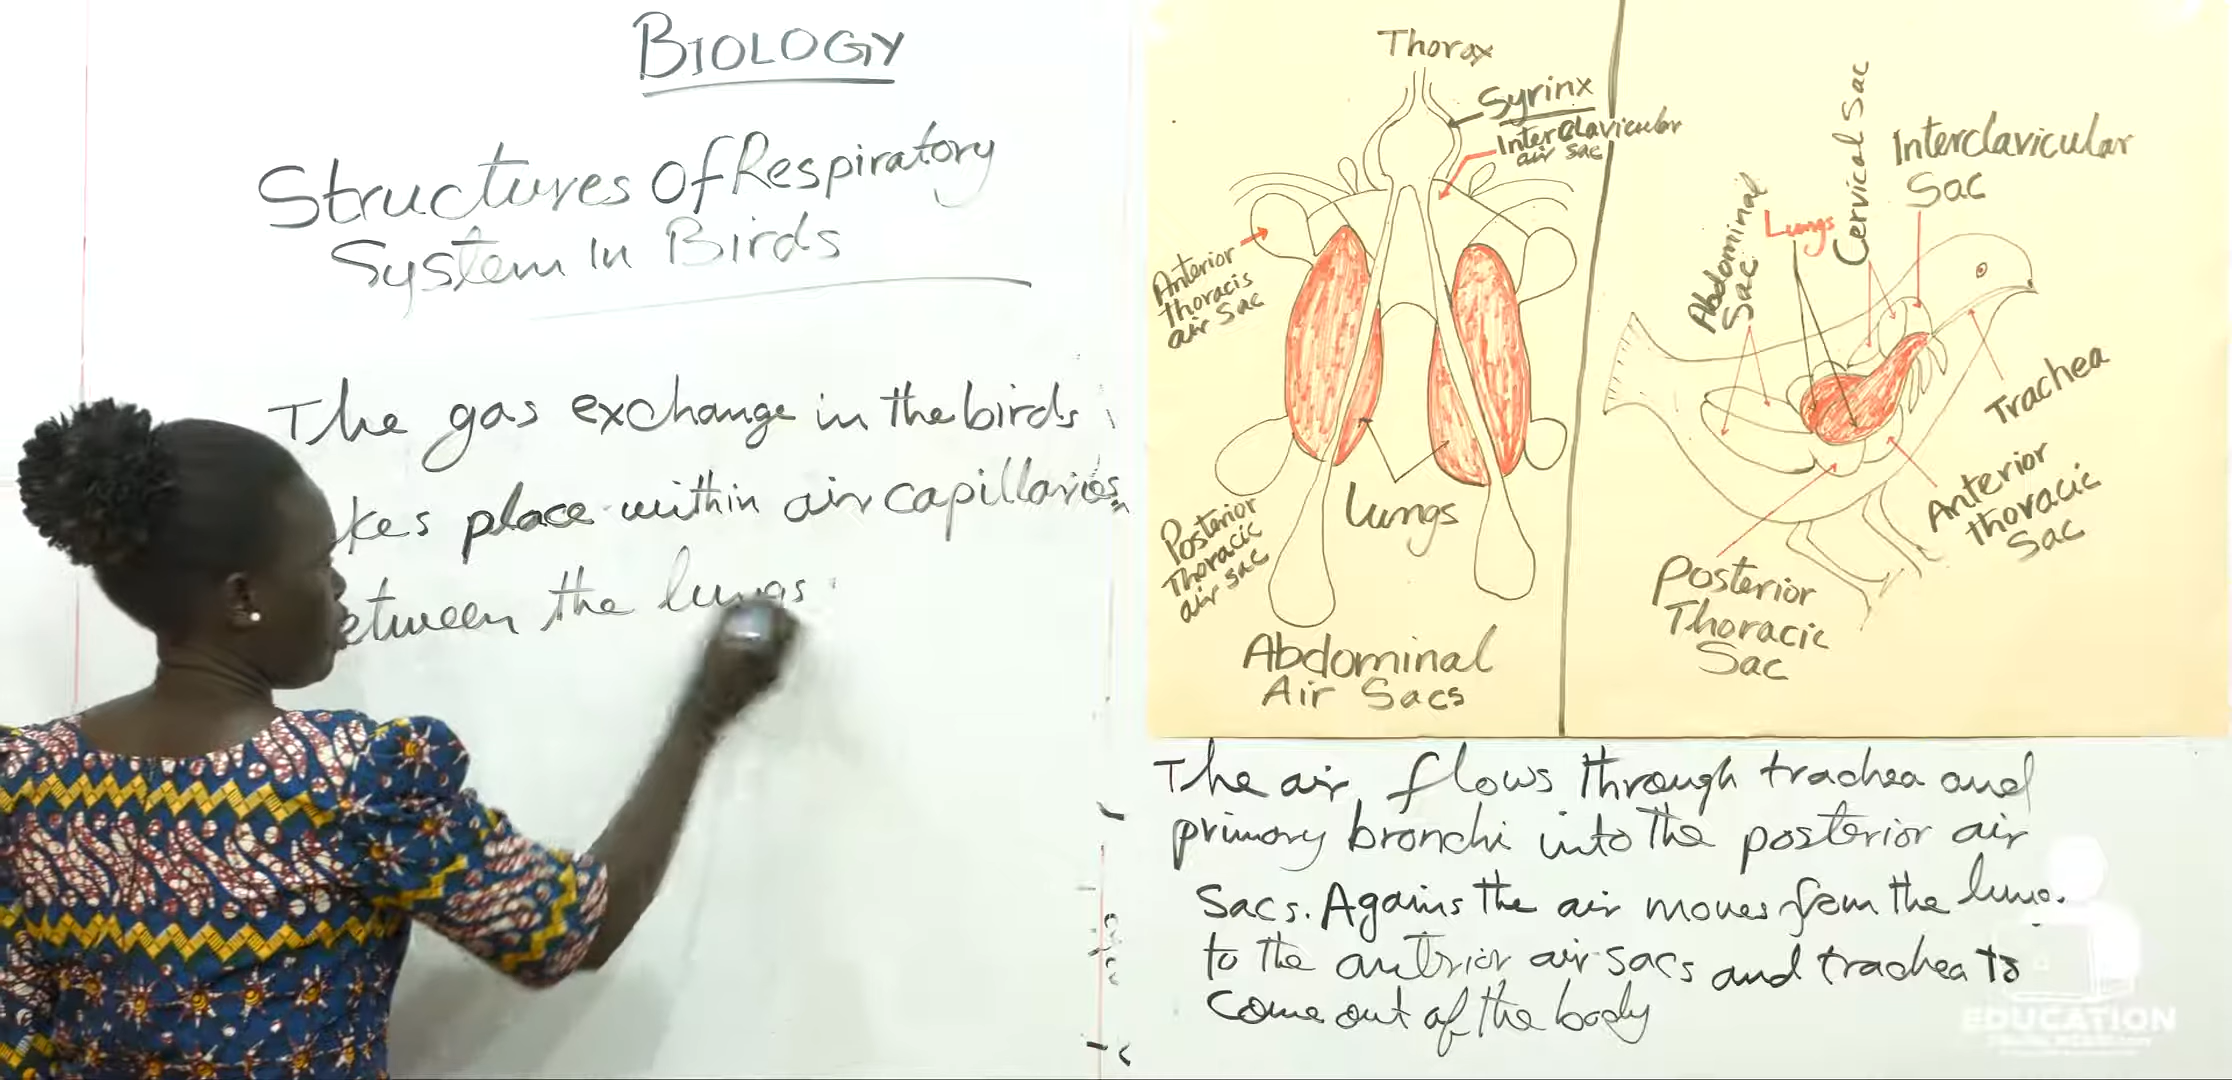 BIOLOGY
Structures Of Respiratory
System In Birds
The gas exchange in the birds
kes place within air capillaries
etween the lungs
Thorax
Syrinx
Interclavicular
air sac
Anterior
thoracis
air sac
Posterior
Thoracic
air sac
Lungs
Abdominal
Air Sacs
Abdominal
Sac
Lungs
Cervical Sac
Interclavicular
Sac
Trachea
Anterior
thoracic
Sac
Posterior
Thoracic
Sac
The air flows through trachea and
primary bronchi into the posterior air
Sacs. Agains the air moves from the
to the anterior air sacs and trachea to
Come out of the body
EDUCATION